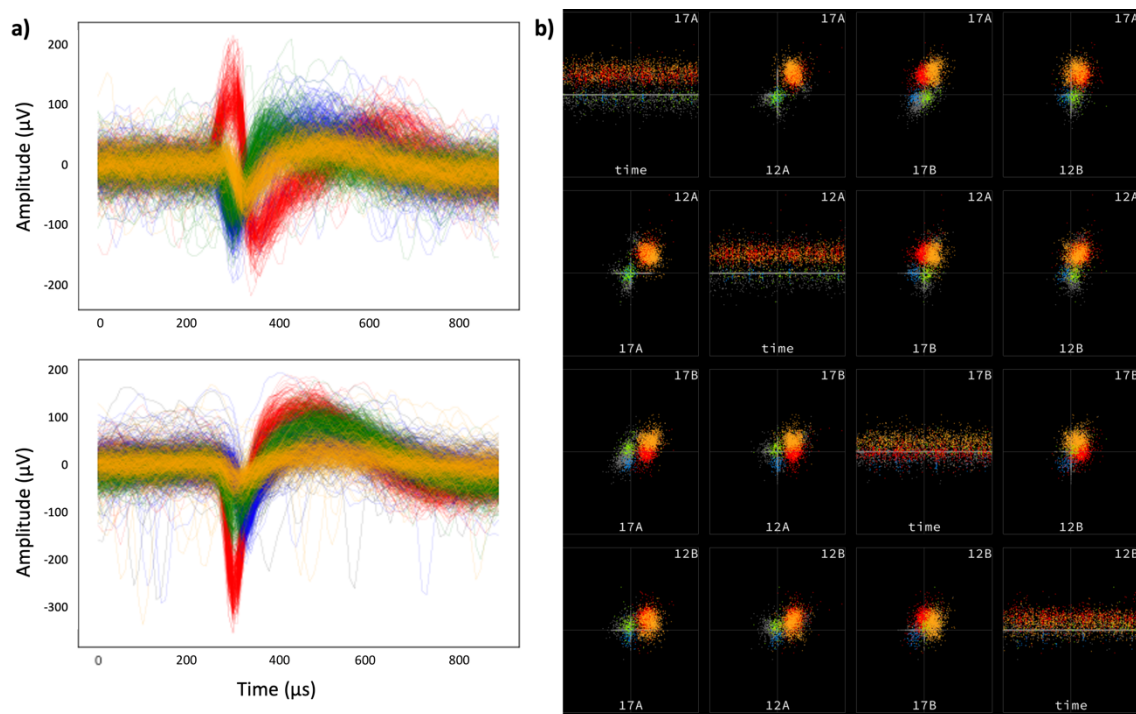 a)
200
100
0
-100
-200
Amplitude (µV)
0 200 400 600 800
200
100
0
-100
-200
-300
Amplitude (µV)
0 200 400 600 800
Time (µs)
b)
17A 17A 17A 17A
time 12A 17B 12B
12A 12A 12A 12A
17A time 17B 12B
17B 17B 17B 17B
17A 12A time 12B
12B 12B 12B 12B
17A 12A 17B time